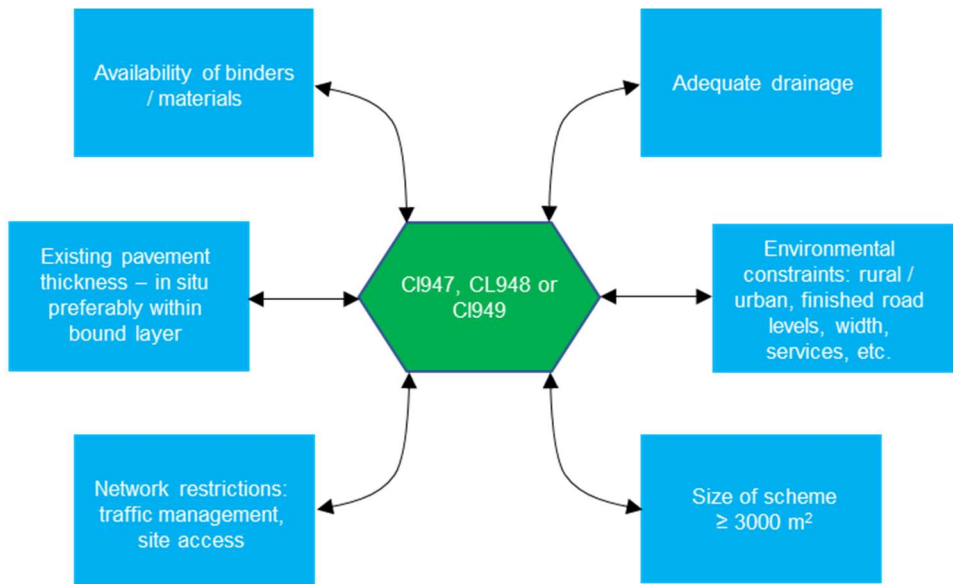 Availability of binders
/ materials
Adequate drainage
Existing pavement
thickness – in situ
preferably within
bound layer
CI947, CL948 or
CI949
Environmental
constraints: rural /
urban, finished road
levels, width,
services, etc.
Network restrictions:
traffic management,
site access
Size of scheme
≥ 3000 m²